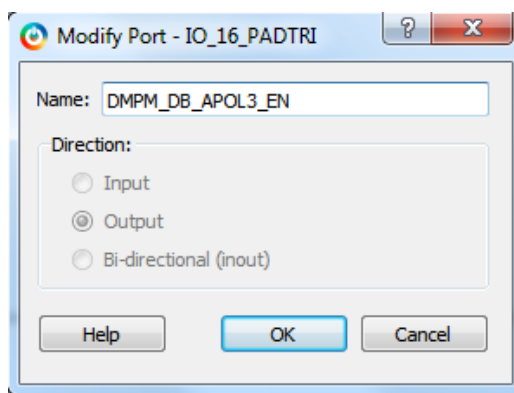 Modify Port - IO_16_PADTRI
Name: DMPM_DB_APOL3_EN
Direction:
Input
Output
Bi-directional (inout)
Help OK Cancel